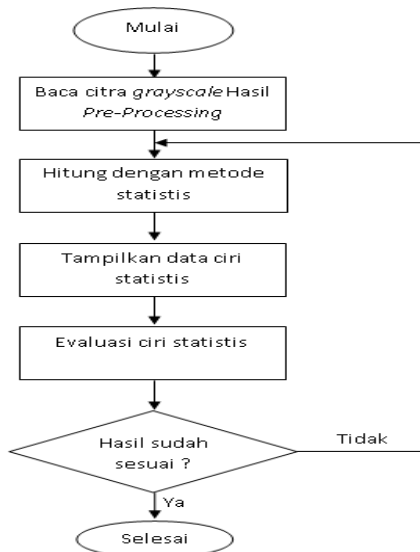 Mulai
Baca citra grayscale Hasil
Pre-Processing
Hitung dengan metode
statistis
Tampilkan data ciri
statistis
Evaluasi ciri statistis
Hasil sudah
sesuai ?
Tidak
Ya
Selesai